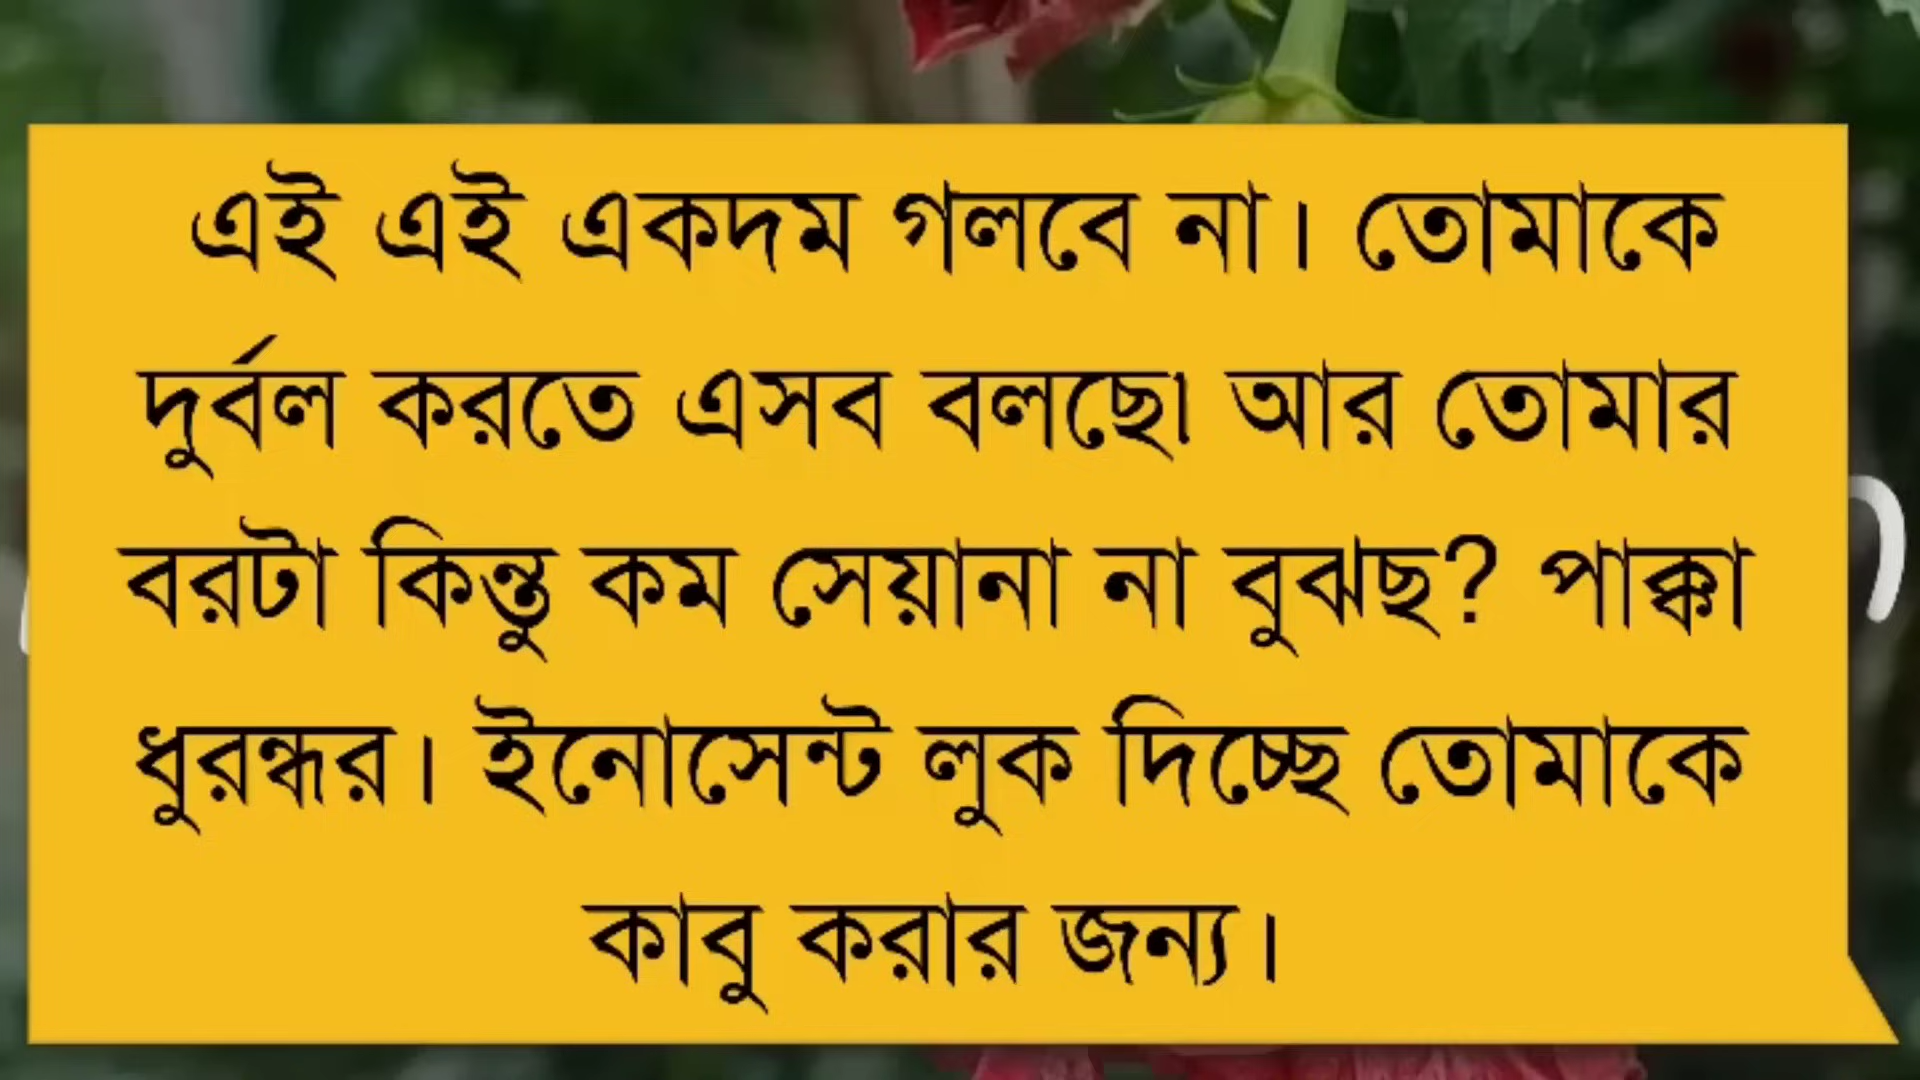 এই এই একদম গলবে না। তোমাকে
দুর্বল করতে এসব বলছে৷ আর তোমার
বরটা কিন্তু কম সেয়ানা না বুঝছ? পাক্কা
ধুরন্ধর। ইনোসেন্ট লুক দিচ্ছে তোমাকে
কাবু করার জন্য।